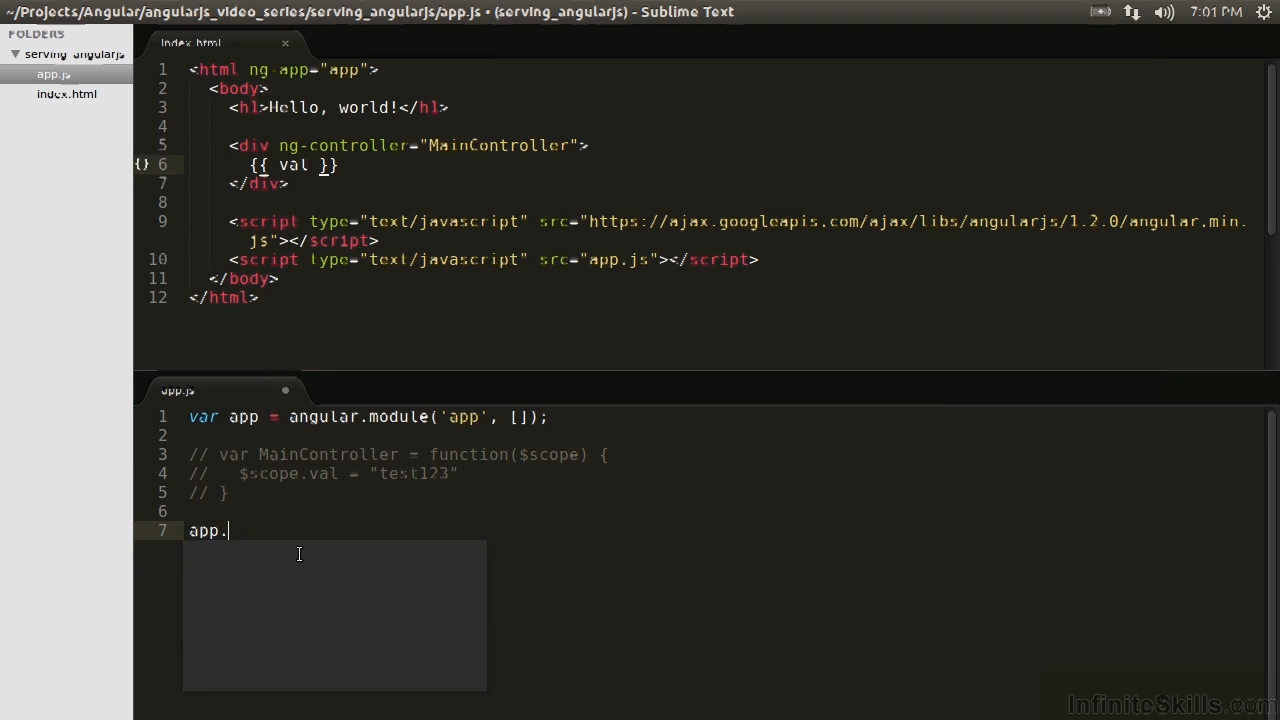 ~/Projects/Angular/angularjs_video_series/serving_angularjs/app.js • (serving_angularjs) - Sublime Text
7:01 PM
FOLDERS
serving_angularjs
app.js
index.html
index.html ×
1 <html ng-app="app">
2 <body>
3 <h1>Hello, world!</h1>
4
5 <div ng-controller="MainController">
{} 6 {{ val }}
7 </div>
8
9 <script type="text/javascript" src="https://ajax.googleapis.com/ajax/libs/angularjs/1.2.0/angular.min.
js"></script>
10 <script type="text/javascript" src="app.js"></script>
11 </body>
12 </html>
app.js
1 var app = angular.module('app', []);
2
3 // var MainController = function($scope) {
4 // $scope.val = "test123"
5 // }
6
7 app.
InfiniteSkills.com